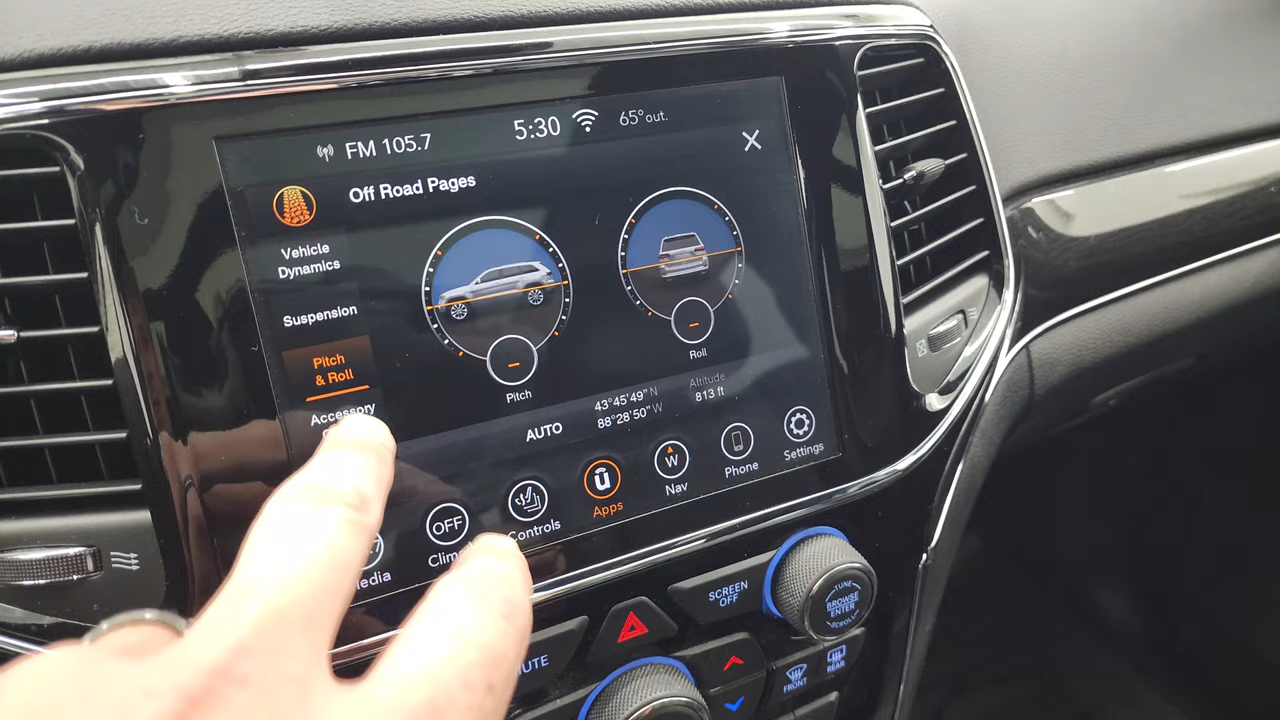 FM 105.7
5:30
65° out.
Off Road Pages
Vehicle
Dynamics
Suspension
Pitch
& Roll
Accessory
Pitch
Roll
AUTO
43°45'49" N
88°28'50" W
Altitude
813 ft
OFF
Controls
Apps
W
Nav
Phone
Settings
SCREEN
OFF
TUNE
BROWSE
ENTER
SCROLL
FRONT
REAR